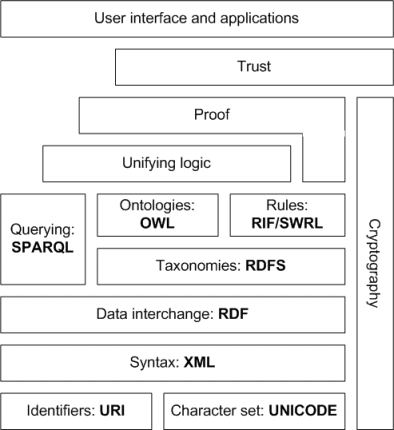 User interface and applications
Trust
Proof
Unifying logic
Querying:
SPARQL
Ontologies:
OWL
Rules:
RIF/SWRL
Taxonomies: RDFS
Data interchange: RDF
Syntax: XML
Identifiers: URI
Character set: UNICODE
Cryptography